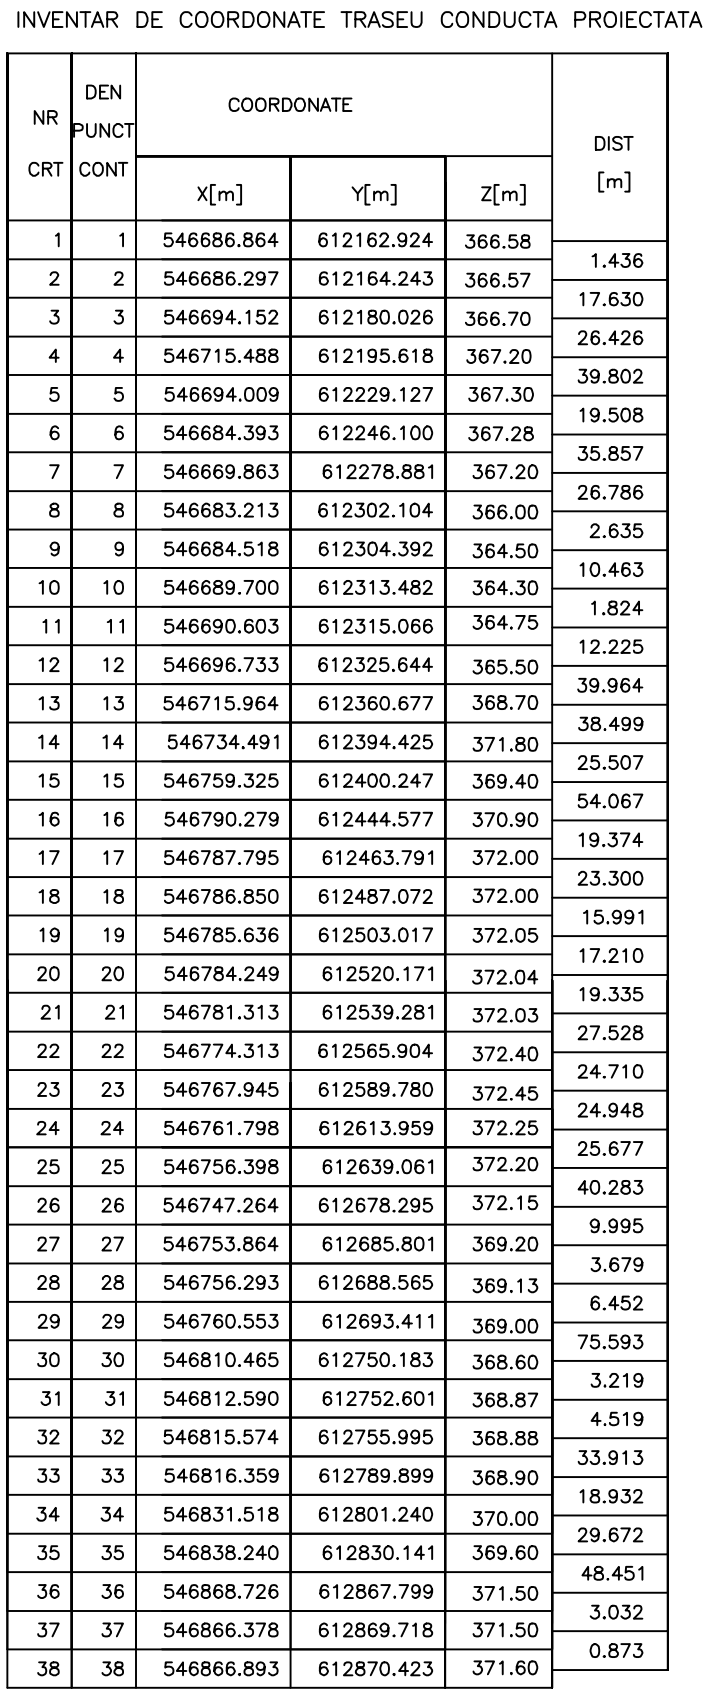 INVENTAR DE COORDONATE TRASEU CONDUCTA PROIECTATA
NR CRT DEN PUNCT CONT COORDONATE DIST [m]
X[m] Y[m] Z[m]
1 1 546686.864 612162.924 366.58
1.436
2 2 546686.297 612164.243 366.57
17.630
3 3 546694.152 612180.026 366.70
26.426
4 4 546715.488 612195.618 367.20
39.802
5 5 546694.009 612229.127 367.30
19.508
6 6 546684.393 612246.100 367.28
35.857
7 7 546669.863 612278.881 367.20
26.786
8 8 546683.213 612302.104 366.00
2.635
9 9 546684.518 612304.392 364.50
10.463
10 10 546689.700 612313.482 364.30
1.824
11 11 546690.603 612315.066 364.75
12.225
12 12 546696.733 612325.644 365.50
39.964
13 13 546715.964 612360.677 368.70
38.499
14 14 546734.491 612394.425 371.80
25.507
15 15 546759.325 612400.247 369.40
54.067
16 16 546790.279 612444.577 370.90
19.374
17 17 546787.795 612463.791 372.00
23.300
18 18 546786.850 612487.072 372.00
15.991
19 19 546785.636 612503.017 372.05
17.210
20 20 546784.249 612520.171 372.04
19.335
21 21 546781.313 612539.281 372.03
27.528
22 22 546774.313 612565.904 372.40
24.710
23 23 546767.945 612589.780 372.45
24.948
24 24 546761.798 612613.959 372.25
25.677
25 25 546756.398 612639.061 372.20
40.283
26 26 546747.264 612678.295 372.15
9.995
27 27 546753.864 612685.801 369.20
3.679
28 28 546756.293 612688.565 369.13
6.452
29 29 546760.553 612693.411 369.00
75.593
30 30 546810.465 612750.183 368.60
3.219
31 31 546812.590 612752.601 368.87
4.519
32 32 546815.574 612755.995 368.88
33.913
33 33 546816.359 612789.899 368.90
18.932
34 34 546831.518 612801.240 370.00
29.672
35 35 546838.240 612830.141 369.60
48.451
36 36 546868.726 612867.799 371.50
3.032
37 37 546866.378 612869.718 371.50
0.873
38 38 546866.893 612870.423 371.60